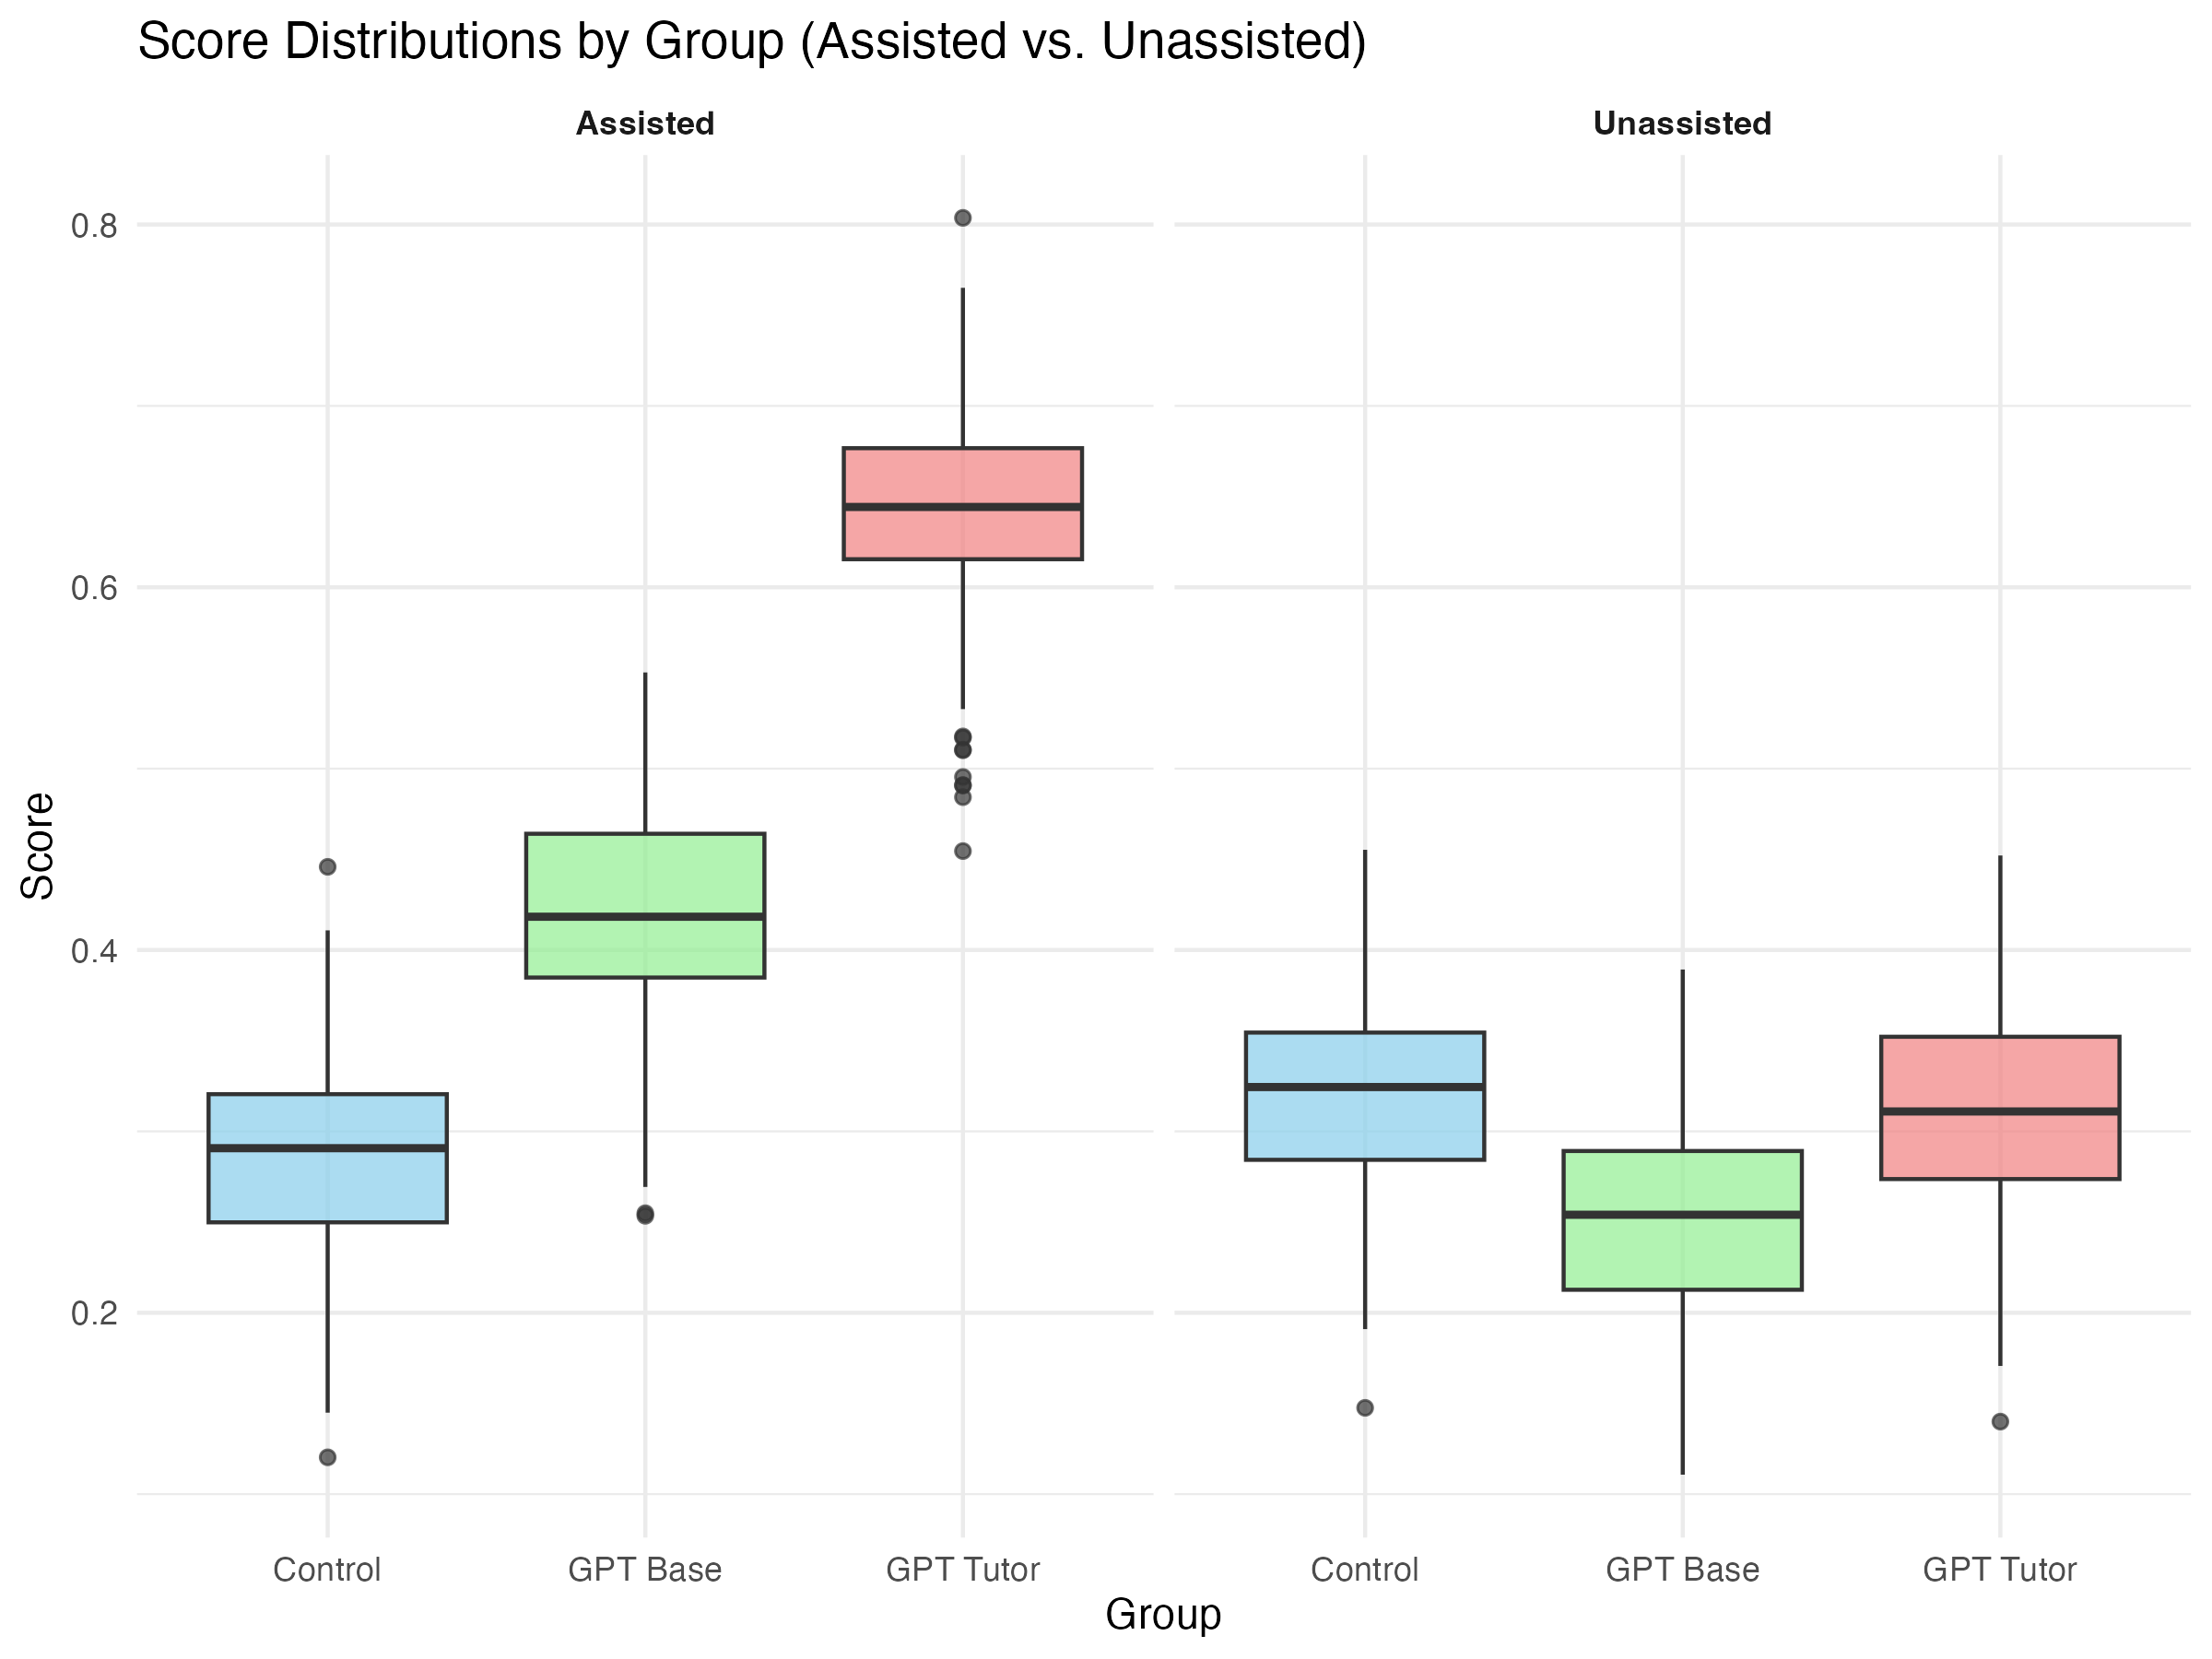 Score Distributions by Group (Assisted vs. Unassisted)
Assisted
Unassisted
0.8
0.6
0.4
0.2
Score
Control
GPT Base
GPT Tutor
Control
GPT Base
GPT Tutor
Group